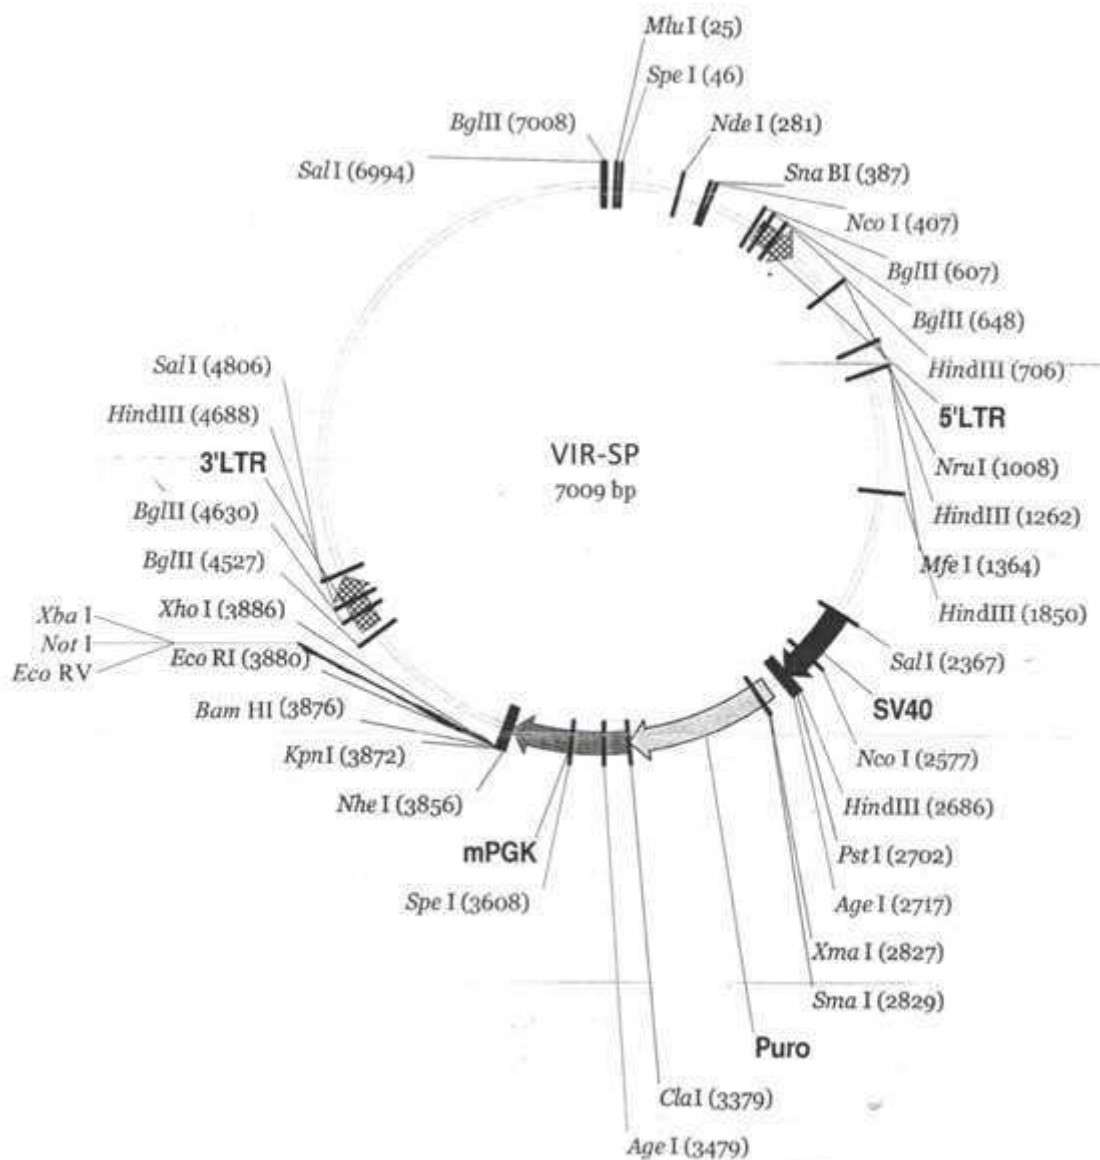 MluI (25)
SpeI (46)
BglII (7008)
NdeI (281)
SalI (6994)
SnaBI (387)
NcoI (407)
BglII (607)
BglII (648)
SalI (4806)
HindIII (706)
HindIII (4688)
5'LTR
3'LTR
VIR-SP
7009 bp
NruI (1008)
BglII (4630)
HindIII (1262)
BglII (4527)
MfeI (1364)
XhoI (3886)
XbaI
HindIII (1850)
NotI
EcoRI (3880)
EcoRV
SalI (2367)
BamHI (3876)
SV40
KpnI (3872)
NcoI (2577)
NheI (3856)
HindIII (2686)
mPGK
PstI (2702)
SpeI (3608)
AgeI (2717)
XmaI (2827)
SmaI (2829)
Puro
ClaI (3379)
AgeI (3479)